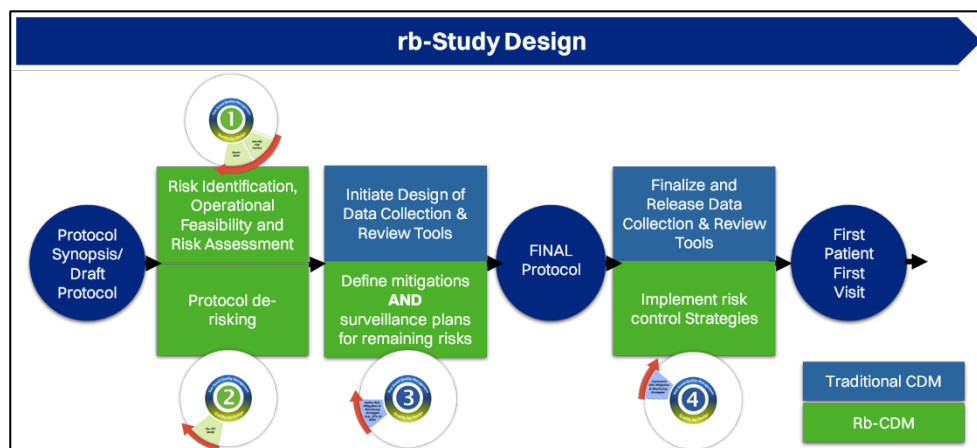 rb-Study Design
1
Risk Identification,
Operational
Feasibility and
Risk Assessment
Protocol de-
risking
2
Protocol
Synopsis/
Draft
Protocol
Initiate Design of
Data Collection &
Review Tools
Define mitigations
AND
surveillance plans
for remaining risks
3
FINAL
Protocol
Finalize and
Release Data
Collection & Review
Tools
Implement risk
control Strategies
4
First
Patient
First
Visit
Traditional CDM
Rb-CDM